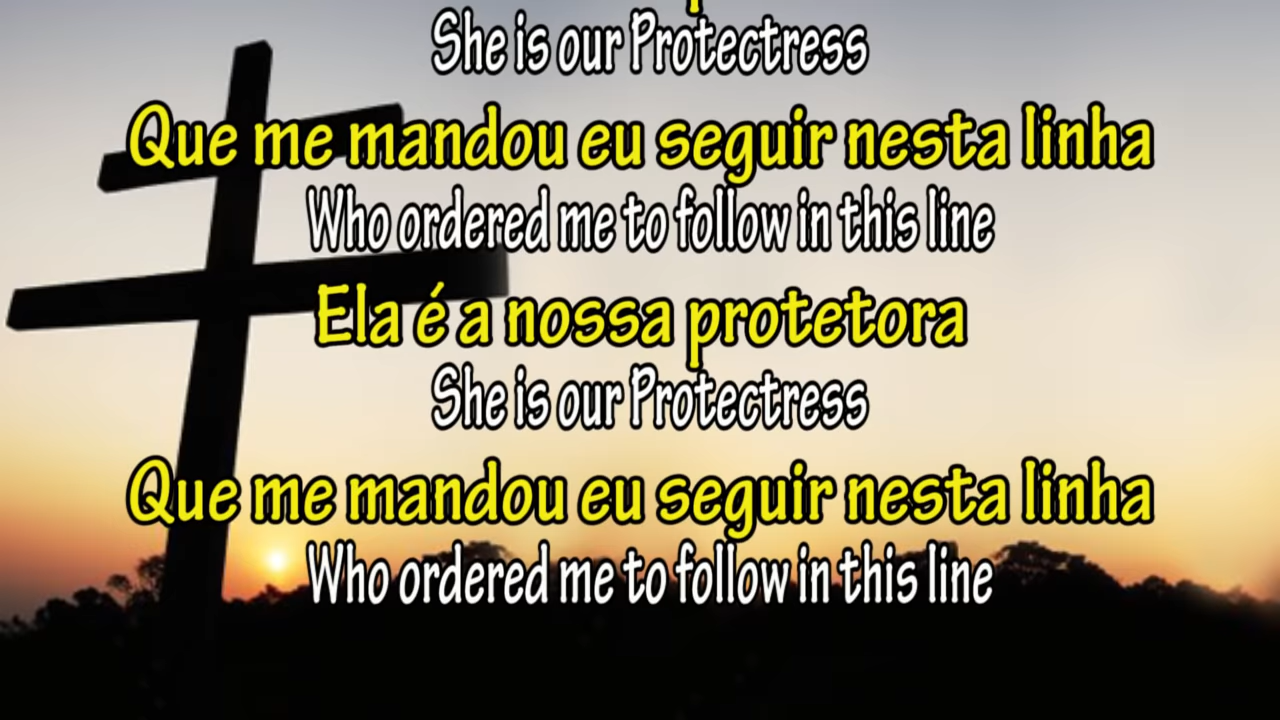 She is our Protectress
Que me mandou eu seguir nesta linha
Who ordered me to follow in this line
Ela é a nossa protetora
She is our Protectress
Que me mandou eu seguir nesta linha
Who ordered me to follow in this line